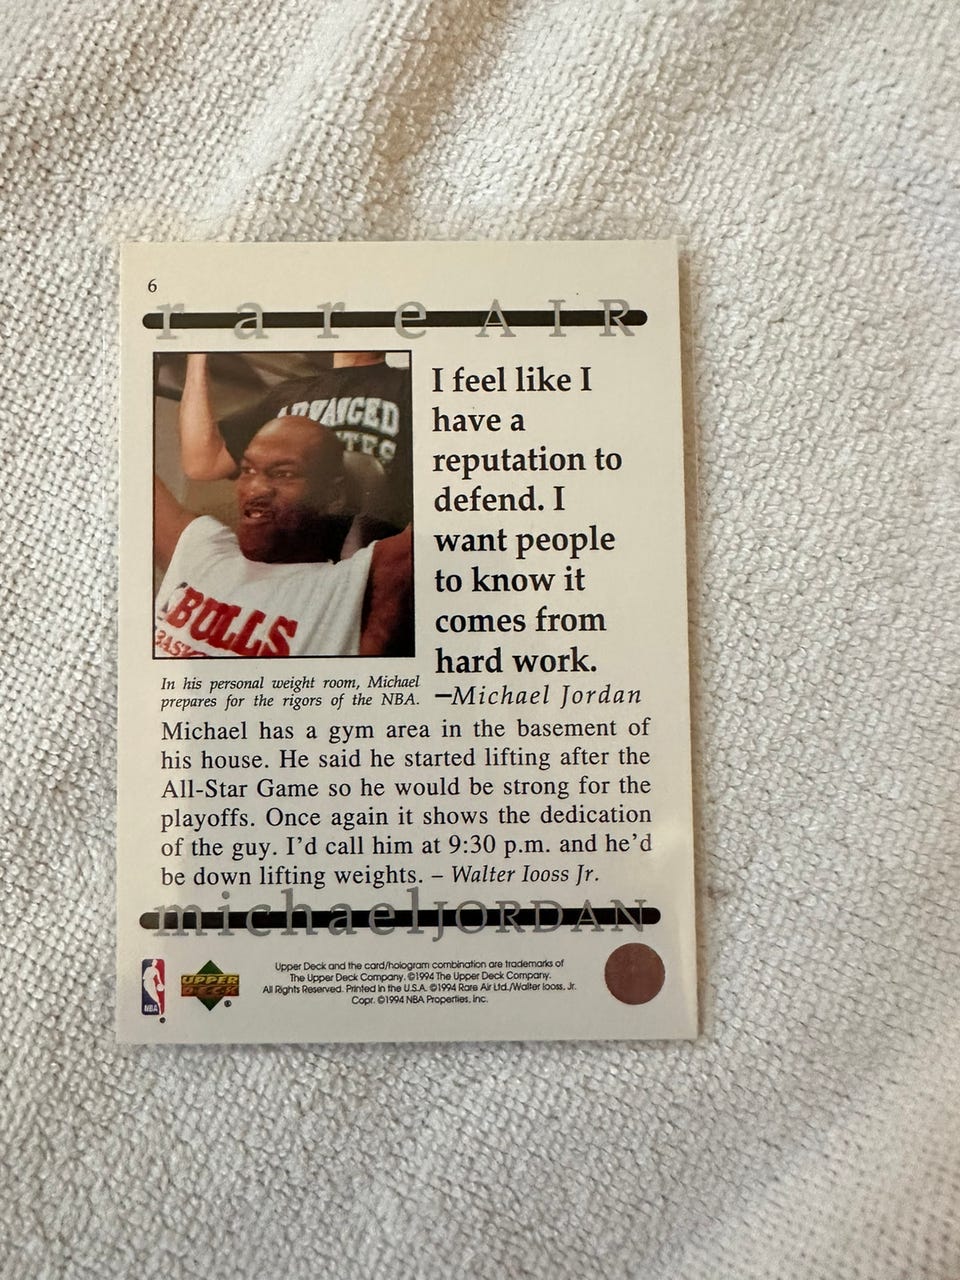 6
rare AIR
ADVANCED
BULLS
I feel like I
have a
reputation to
defend. I
want people
to know it
comes from
hard work.
—Michael Jordan
In his personal weight room, Michael
prepares for the rigors of the NBA.
Michael has a gym area in the basement of
his house. He said he started lifting after the
All-Star Game so he would be strong for the
playoffs. Once again it shows the dedication
of the guy. I'd call him at 9:30 p.m. and he'd
be down lifting weights. – Walter Iooss Jr.
michael JORDAN
NBA
UPPER
DECK
®
Upper Deck and the card/hologram combination are trademarks of
The Upper Deck Company. ©1994 The Upper Deck Company.
All Rights Reserved. Printed in the U.S.A. ©1994 Rare Air Ltd./Walter Iooss, Jr.
Copr. ©1994 NBA Properties, Inc.